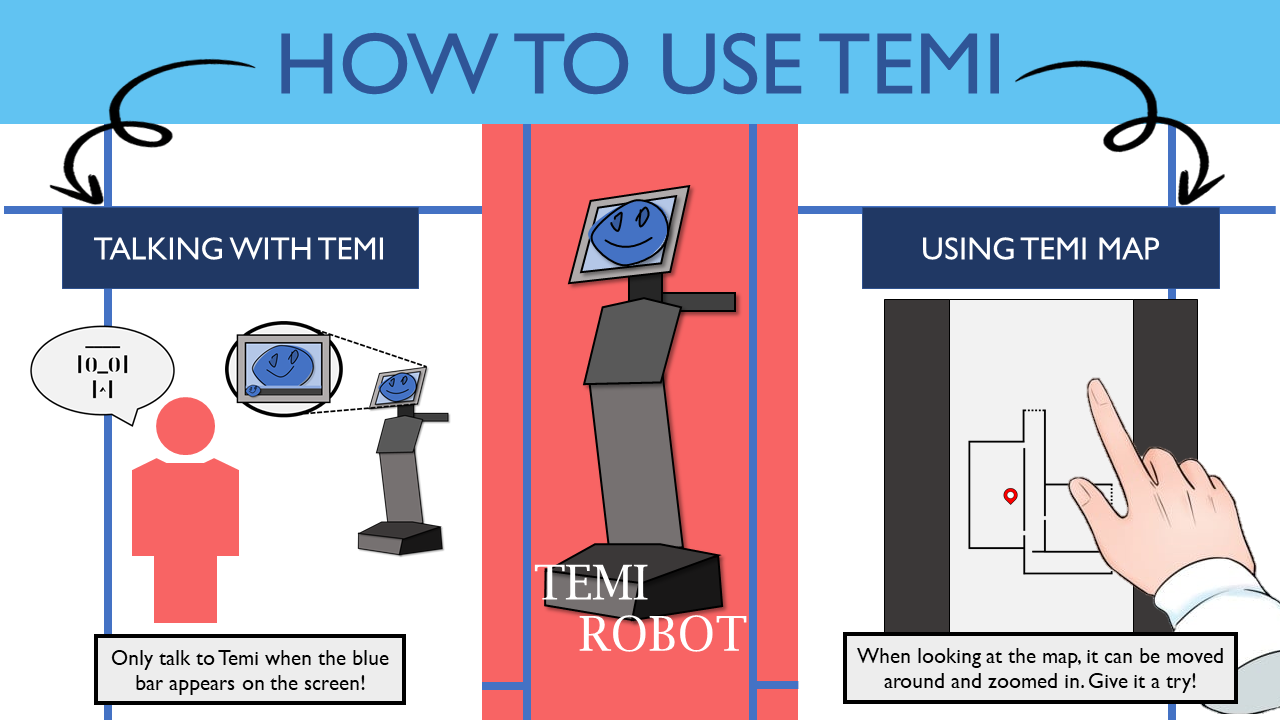 HOW TO USE TEMI
TALKING WITH TEMI
|0_0|
|^|
Only talk to Temi when the blue
bar appears on the screen!
TEMI
ROBOT
USING TEMI MAP
When looking at the map, it can be moved
around and zoomed in. Give it a try!